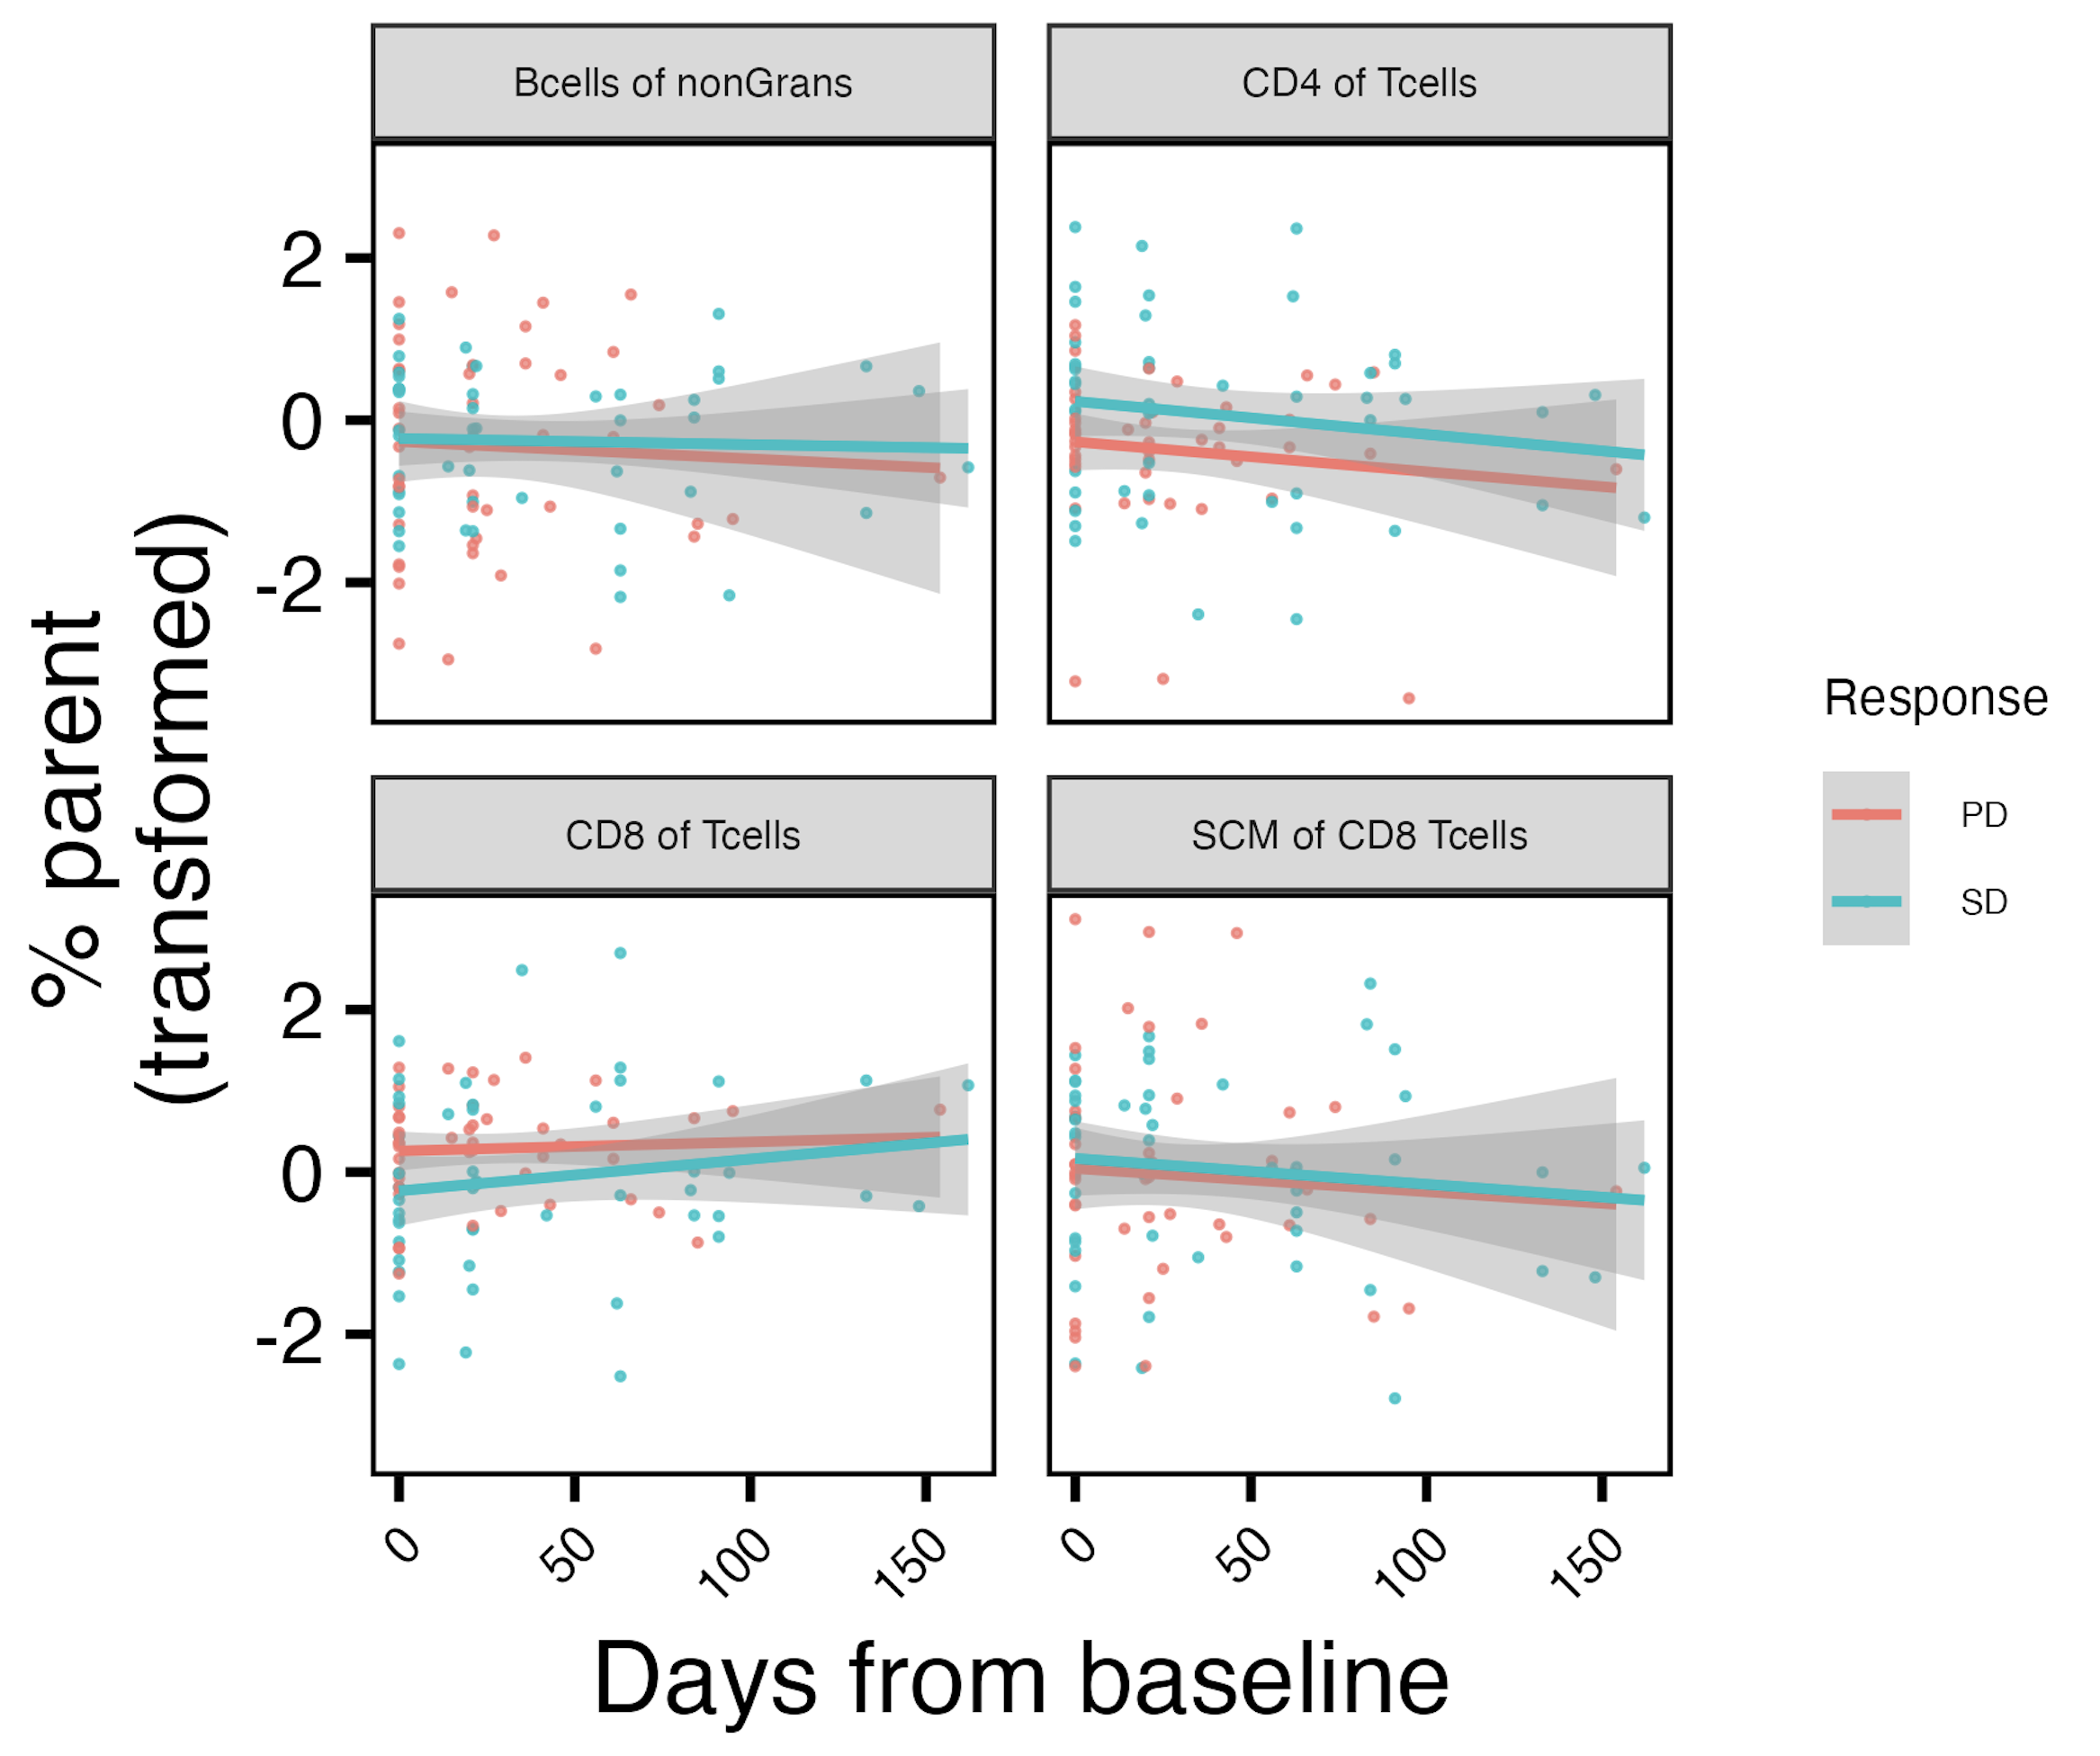 Bcells of nonGrans
CD4 of Tcells
2
0
-2
CD8 of Tcells
SCM of CD8 Tcells
2
0
-2
0
50
100
150
0
50
100
150
Days from baseline
% parent
(transformed)
Response
PD
SD